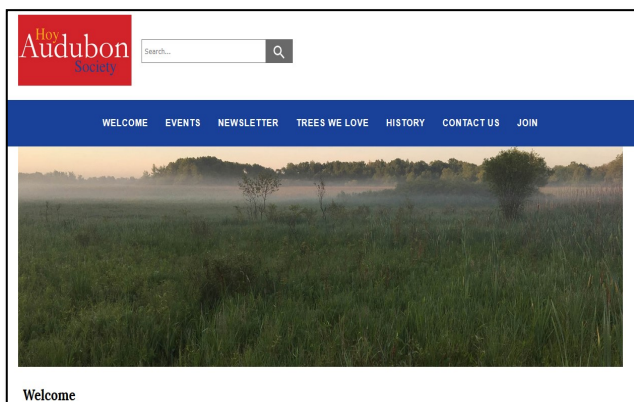 Hoy
Audubon
Society
Search...
WELCOME EVENTS NEWSLETTER TREES WE LOVE HISTORY CONTACT US JOIN
Welcome